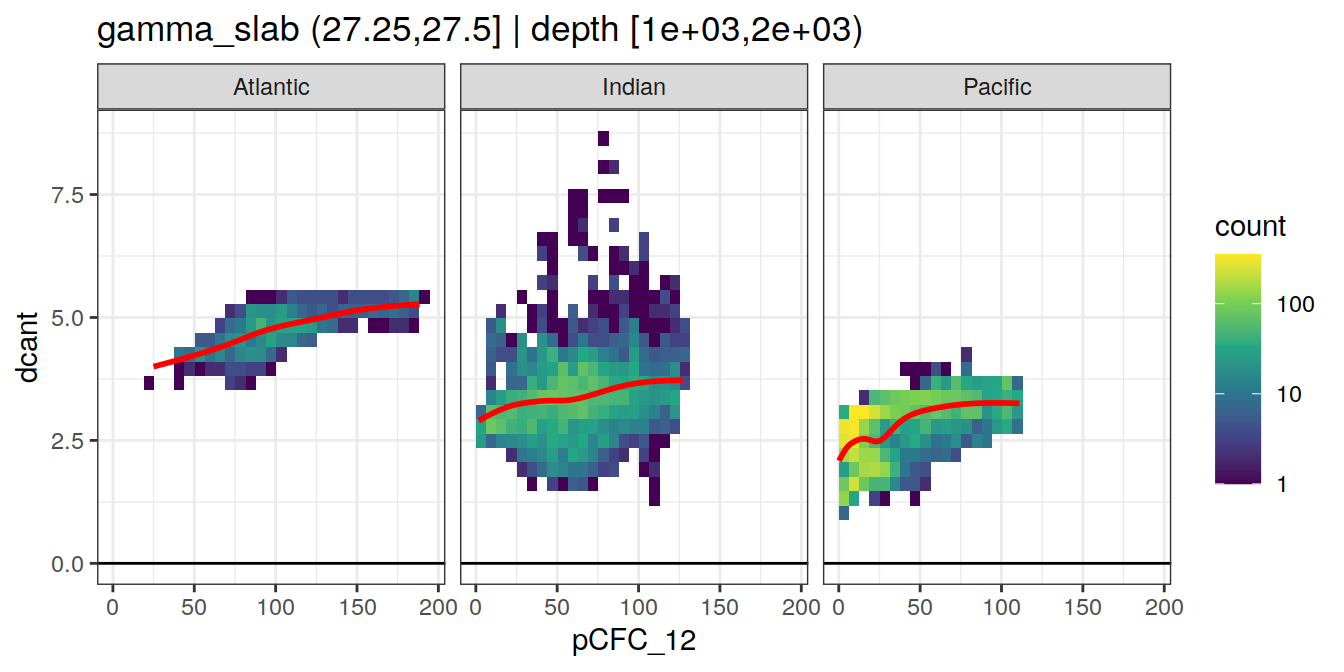 gamma_slab (27.25,27.5] | depth [1e+03,2e+03)
Atlantic Indian Pacific
7.5
5.0
2.5
0.0
dcant
0 50 100 150 200 0 50 100 150 200 0 50 100 150 200
pCFC_12
count
100
10
1